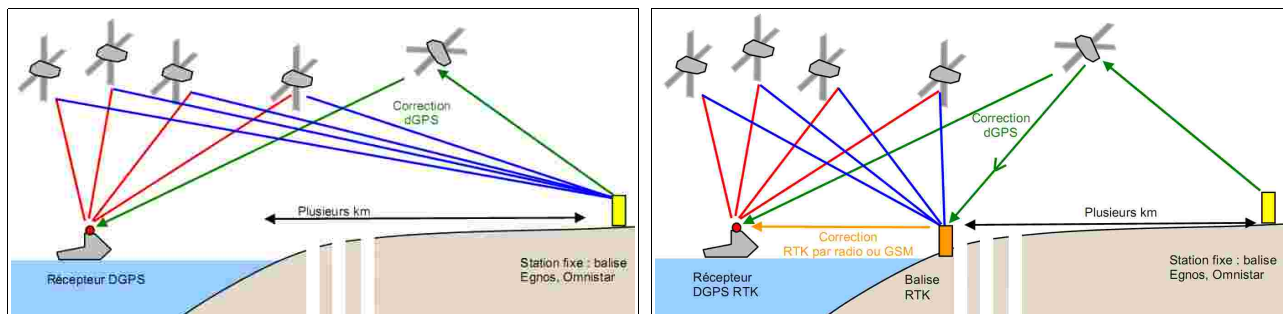 Correction
dGPS
Plusieurs km
Récepteur DGPS
Station fixe : balise
Egnos, Omnistar
Correction
dGPS
Plusieurs km
Correction
RTK par radio ou GSM
Récepteur
DGPS RTK
Balise
RTK
Station fixe : balise
Egnos, Omnistar